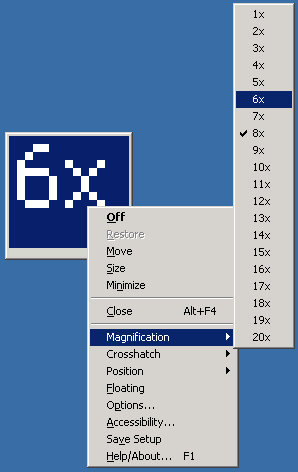 6x
Off
Restore
Move
Size
Minimize
Close Alt+F4
Magnification
Crosshatch
Position
Floating
Options...
Accessibility...
Save Setup
Help/About... F1
1x
2x
3x
4x
5x
6x
7x
8x
9x
10x
11x
12x
13x
14x
15x
16x
17x
18x
19x
20x